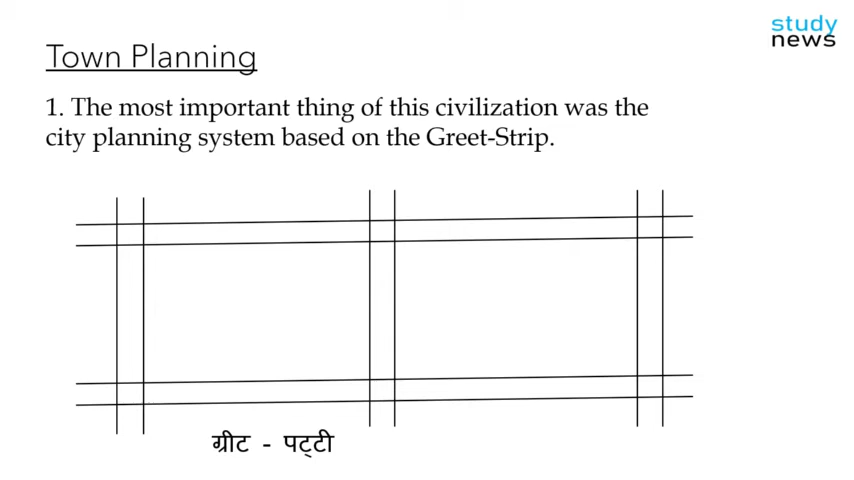 study
news
Town Planning
1. The most important thing of this civilization was the
city planning system based on the Greet-Strip.
ग्रीट - पट्टी